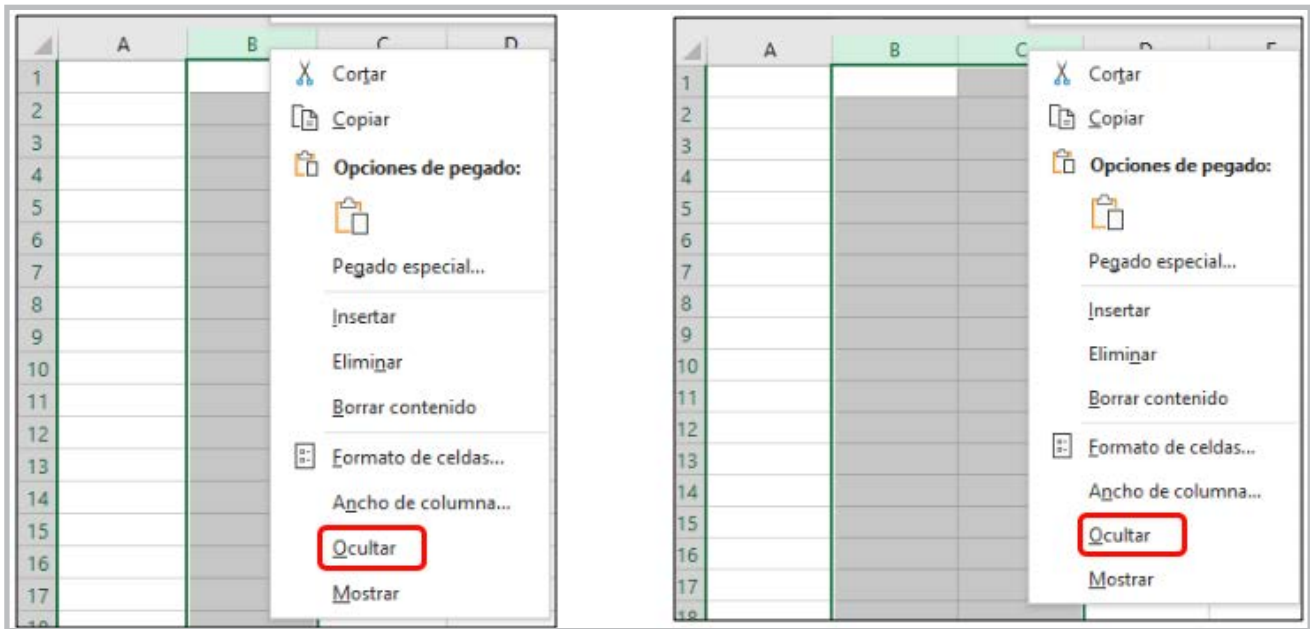 A B
1
2
3
4
5
6
7
8
9
10
11
12
13
14
15
16
17
Cortar
Copiar
Opciones de pegado:
Pegado especial...
Insertar
Eliminar
Borrar contenido
Formato de celdas...
Ancho de columna...
Ocultar
Mostrar
A B C
1
2
3
4
5
6
7
8
9
10
11
12
13
14
15
16
17
Cortar
Copiar
Opciones de pegado:
Pegado especial...
Insertar
Eliminar
Borrar contenido
Formato de celdas...
Ancho de columna...
Ocultar
Mostrar